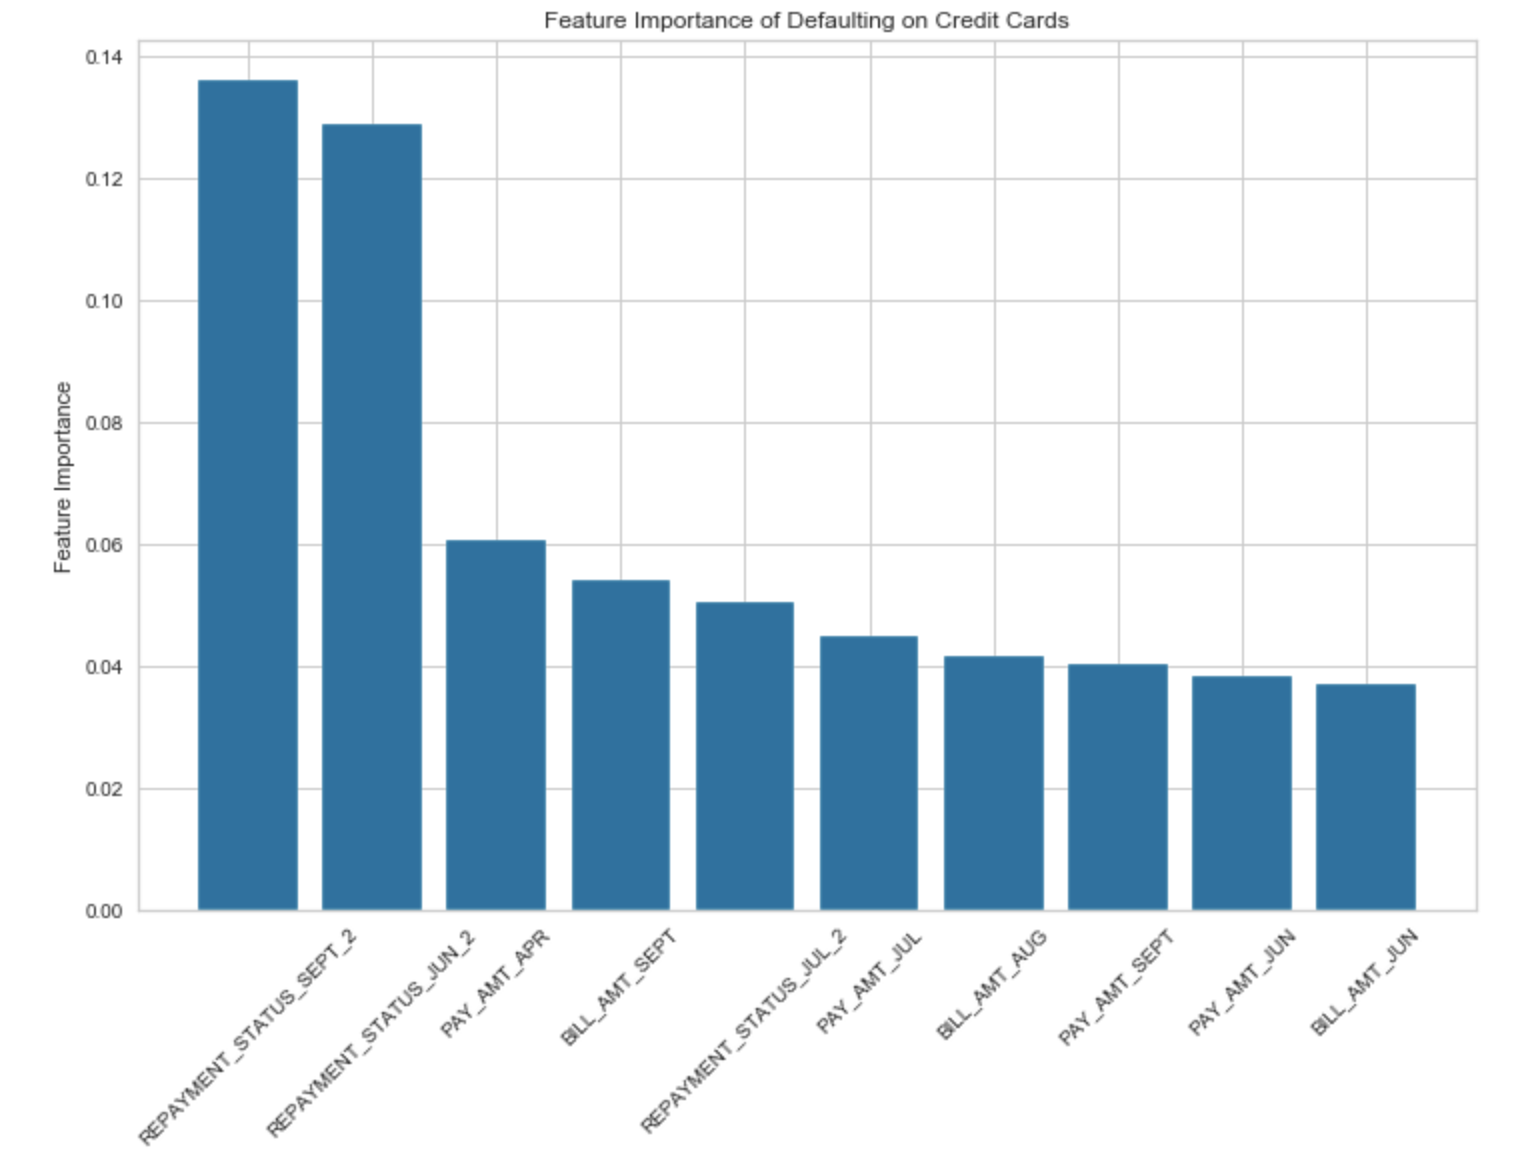 Feature Importance of Defaulting on Credit Cards
0.14
0.12
0.10
0.08
0.06
0.04
0.02
0.00
Feature Importance
REPAYMENT_STATUS_SEPT_2
REPAYMENT_STATUS_JUN_2
PAY_AMT_APR
BILL_AMT_SEPT
REPAYMENT_STATUS_JUL_2
PAY_AMT_JUL
BILL_AMT_AUG
PAY_AMT_SEPT
PAY_AMT_JUN
BILL_AMT_JUN